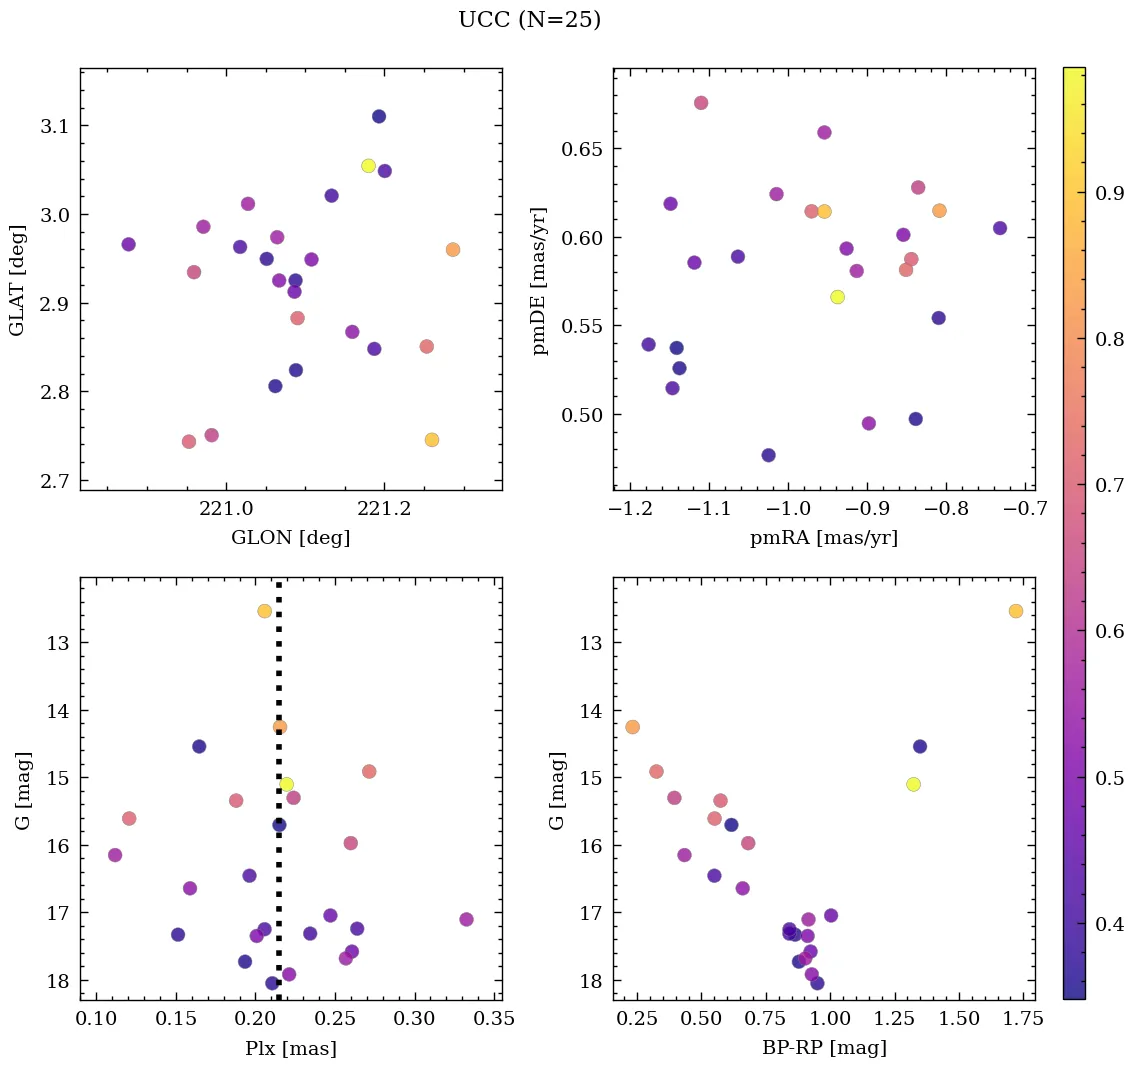 UCC (N=25)
3.1
3.0
2.9
2.8
2.7
GLAT [deg]
221.0 221.2
GLON [deg]
0.65
0.60
0.55
0.50
pmDE [mas/yr]
−1.2 −1.1 −1.0 −0.9 −0.8 −0.7
pmRA [mas/yr]
0.9
0.8
0.7
0.6
0.5
0.4
13
14
15
16
17
18
G [mag]
0.10 0.15 0.20 0.25 0.30 0.35
Plx [mas]
13
14
15
16
17
18
G [mag]
0.25 0.50 0.75 1.00 1.25 1.50 1.75
BP-RP [mag]